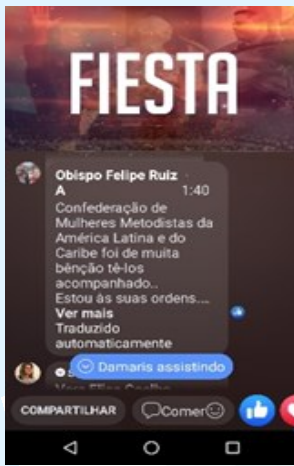 FIESTA
Obispo Felipe Ruiz ·
A 1:40
Confederação de
Mulheres Metodistas da
América Latina e do
Caribe foi de muita
bênção tê-los
acompanhado..
Estou às suas ordens....
Ver mais
Traduzido
automaticamente
Damaris assistindo
COMPARTILHAR
Comer